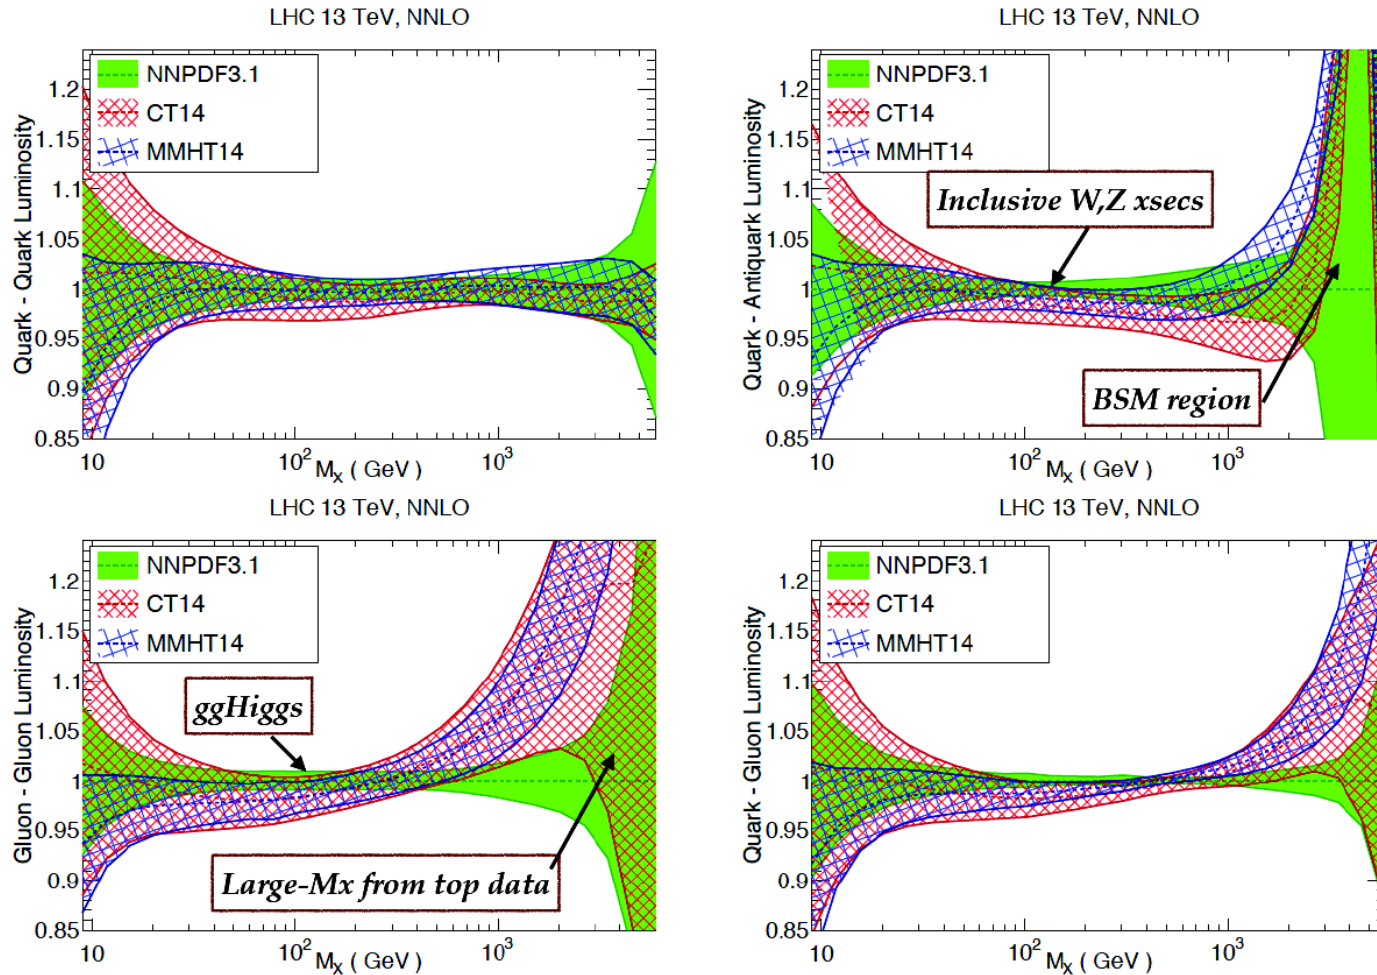 LHC 13 TeV, NNLO
Quark - Quark Luminosity
1.2
1.15
1.1
1.05
1
0.95
0.9
0.85
NNPDF3.1
CT14
MMHT14
10
10²
10³
Mx ( GeV )
LHC 13 TeV, NNLO
Quark - Antiquark Luminosity
1.2
1.15
1.1
1.05
1
0.95
0.9
0.85
NNPDF3.1
CT14
MMHT14
Inclusive W,Z xsecs
BSM region
10
10²
10³
Mx ( GeV )
LHC 13 TeV, NNLO
Gluon - Gluon Luminosity
1.2
1.15
1.1
1.05
1
0.95
0.9
0.85
NNPDF3.1
CT14
MMHT14
ggHiggs
Large-Mx from top data
10
10²
10³
Mx ( GeV )
LHC 13 TeV, NNLO
Quark - Gluon Luminosity
1.2
1.15
1.1
1.05
1
0.95
0.9
0.85
NNPDF3.1
CT14
MMHT14
10
10²
10³
Mx ( GeV )